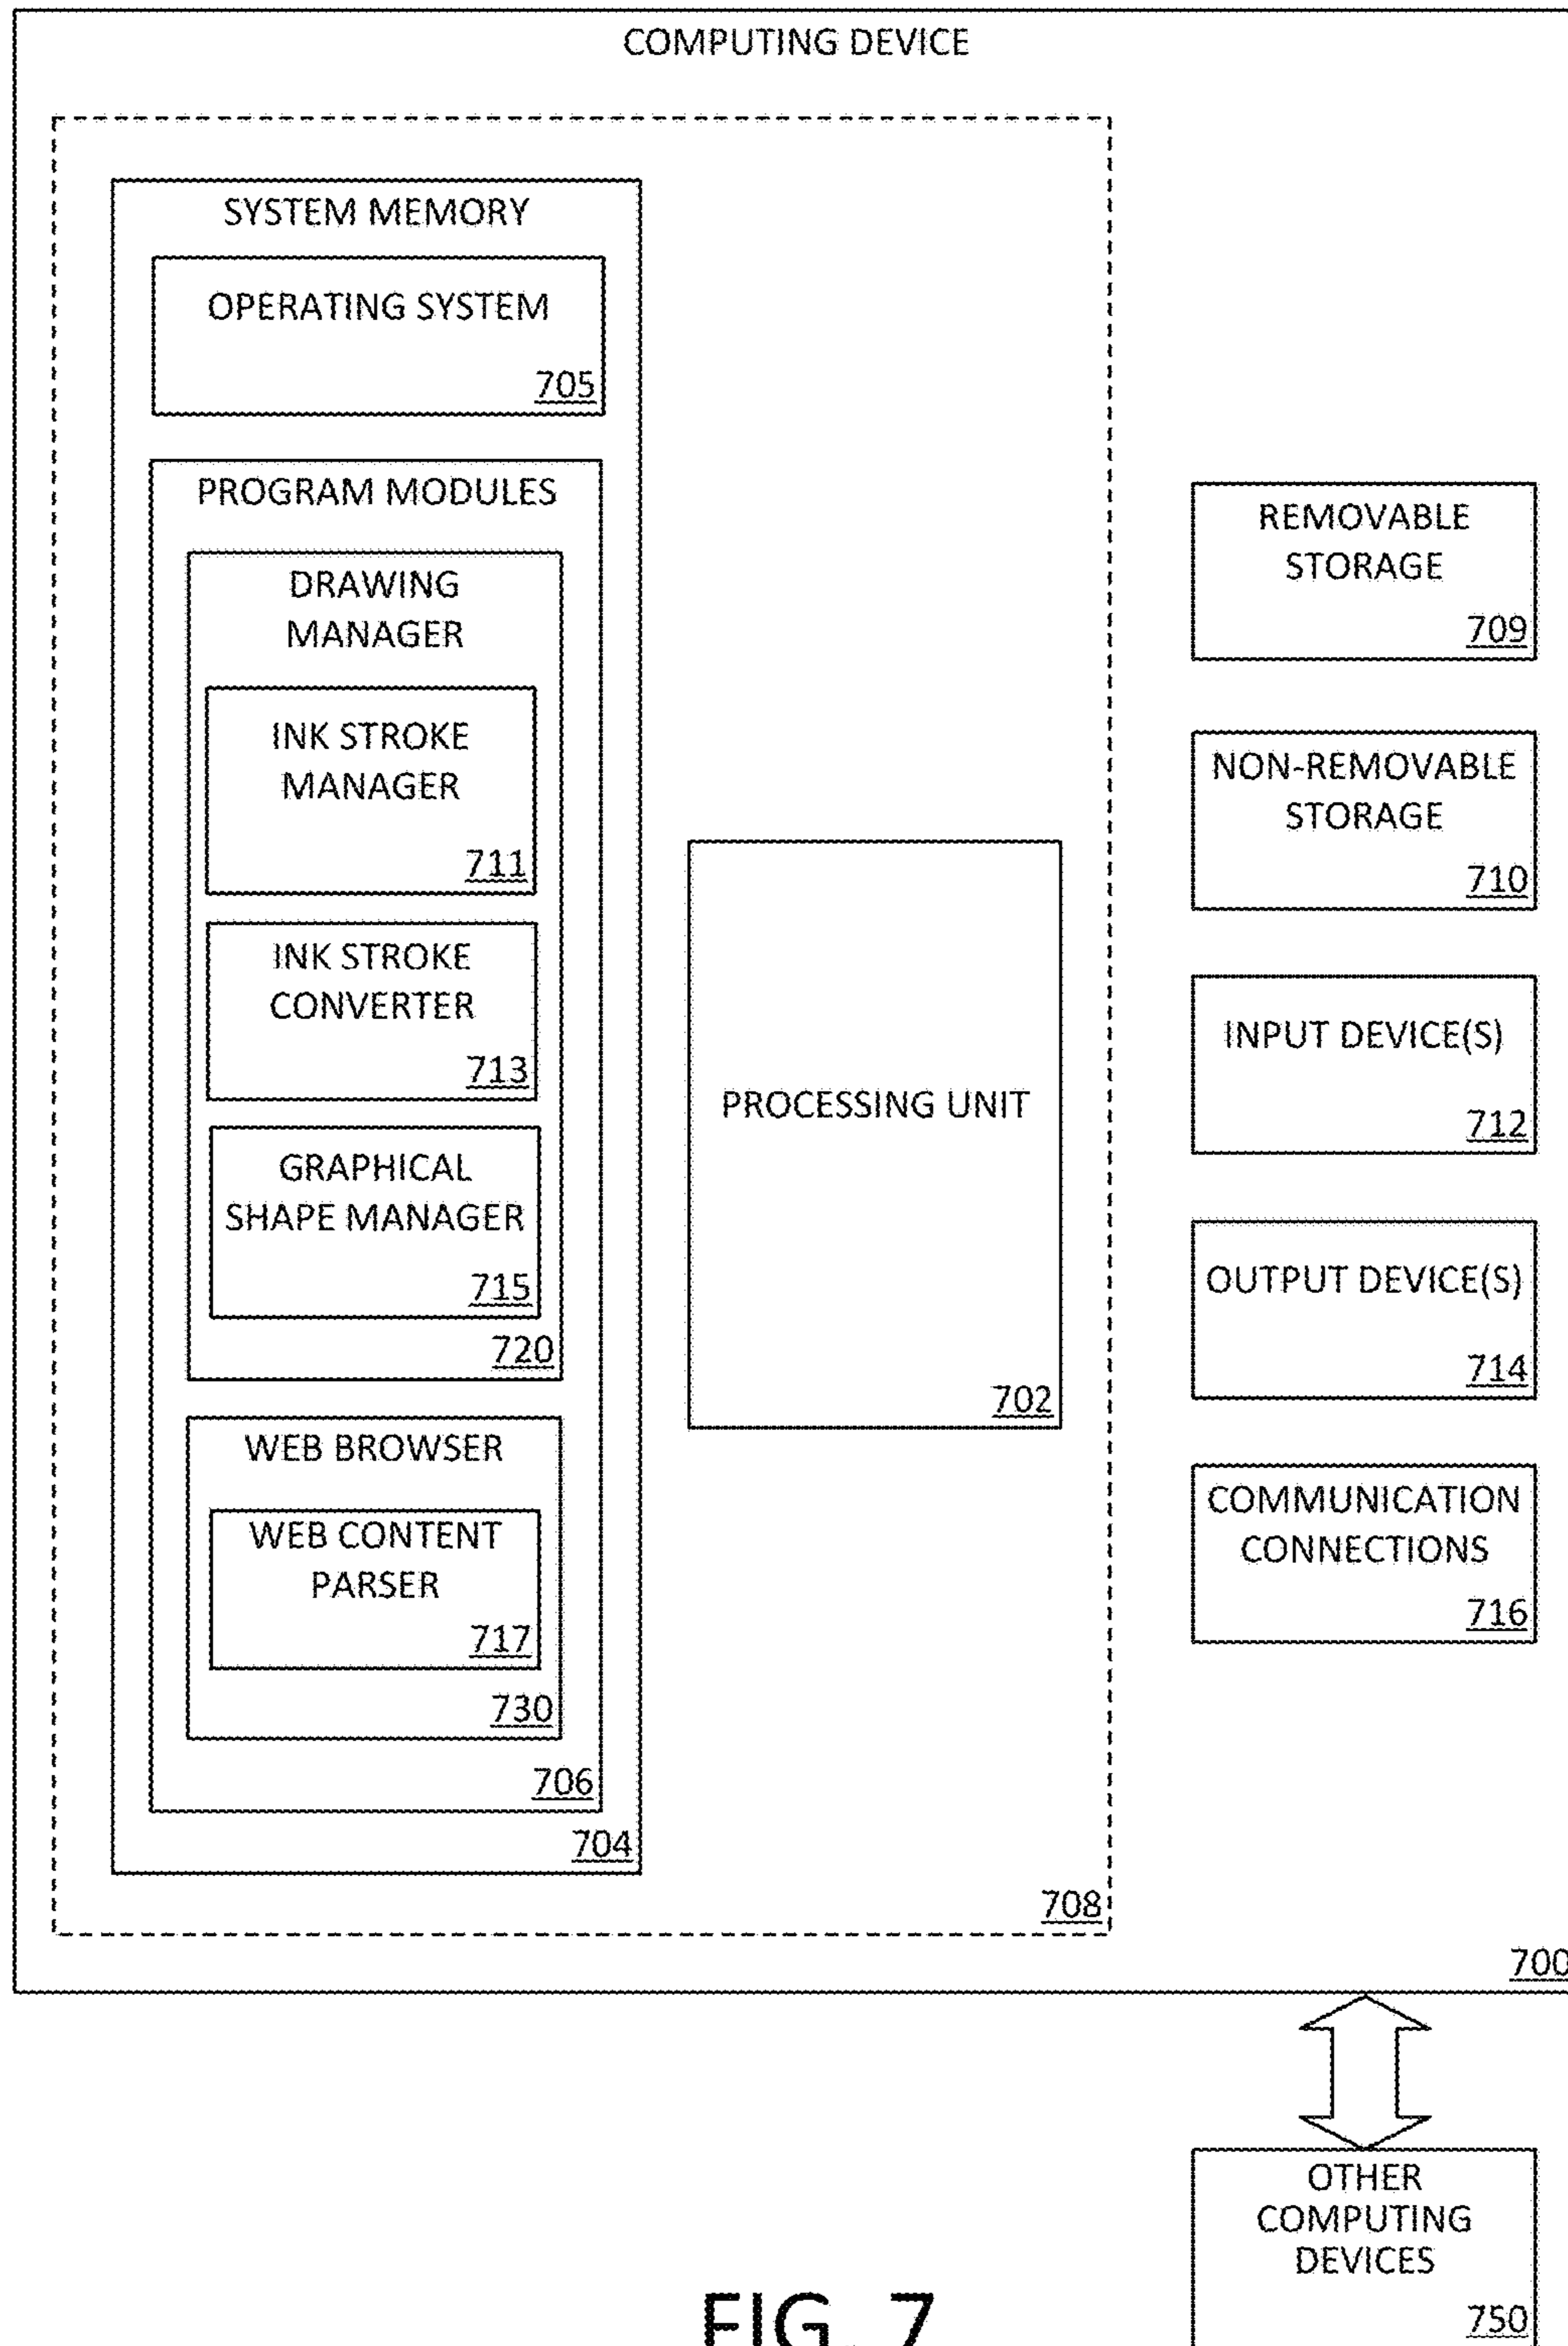 COMPUTING DEVICE
SYSTEM MEMORY
OPERATING SYSTEM
705
PROGRAM MODULES
DRAWING
MANAGER
INK STROKE
MANAGER
711
INK STROKE
CONVERTER
713
GRAPHICAL
SHAPE MANAGER
715
720
WEB BROWSER
WEB CONTENT
PARSER
717
730
706
704
PROCESSING UNIT
702
708
REMOVABLE
STORAGE
709
NON-REMOVABLE
STORAGE
710
INPUT DEVICE(S)
712
OUTPUT DEVICE(S)
714
COMMUNICATION
CONNECTIONS
716
700
OTHER
COMPUTING
DEVICES
750
FIG. 7